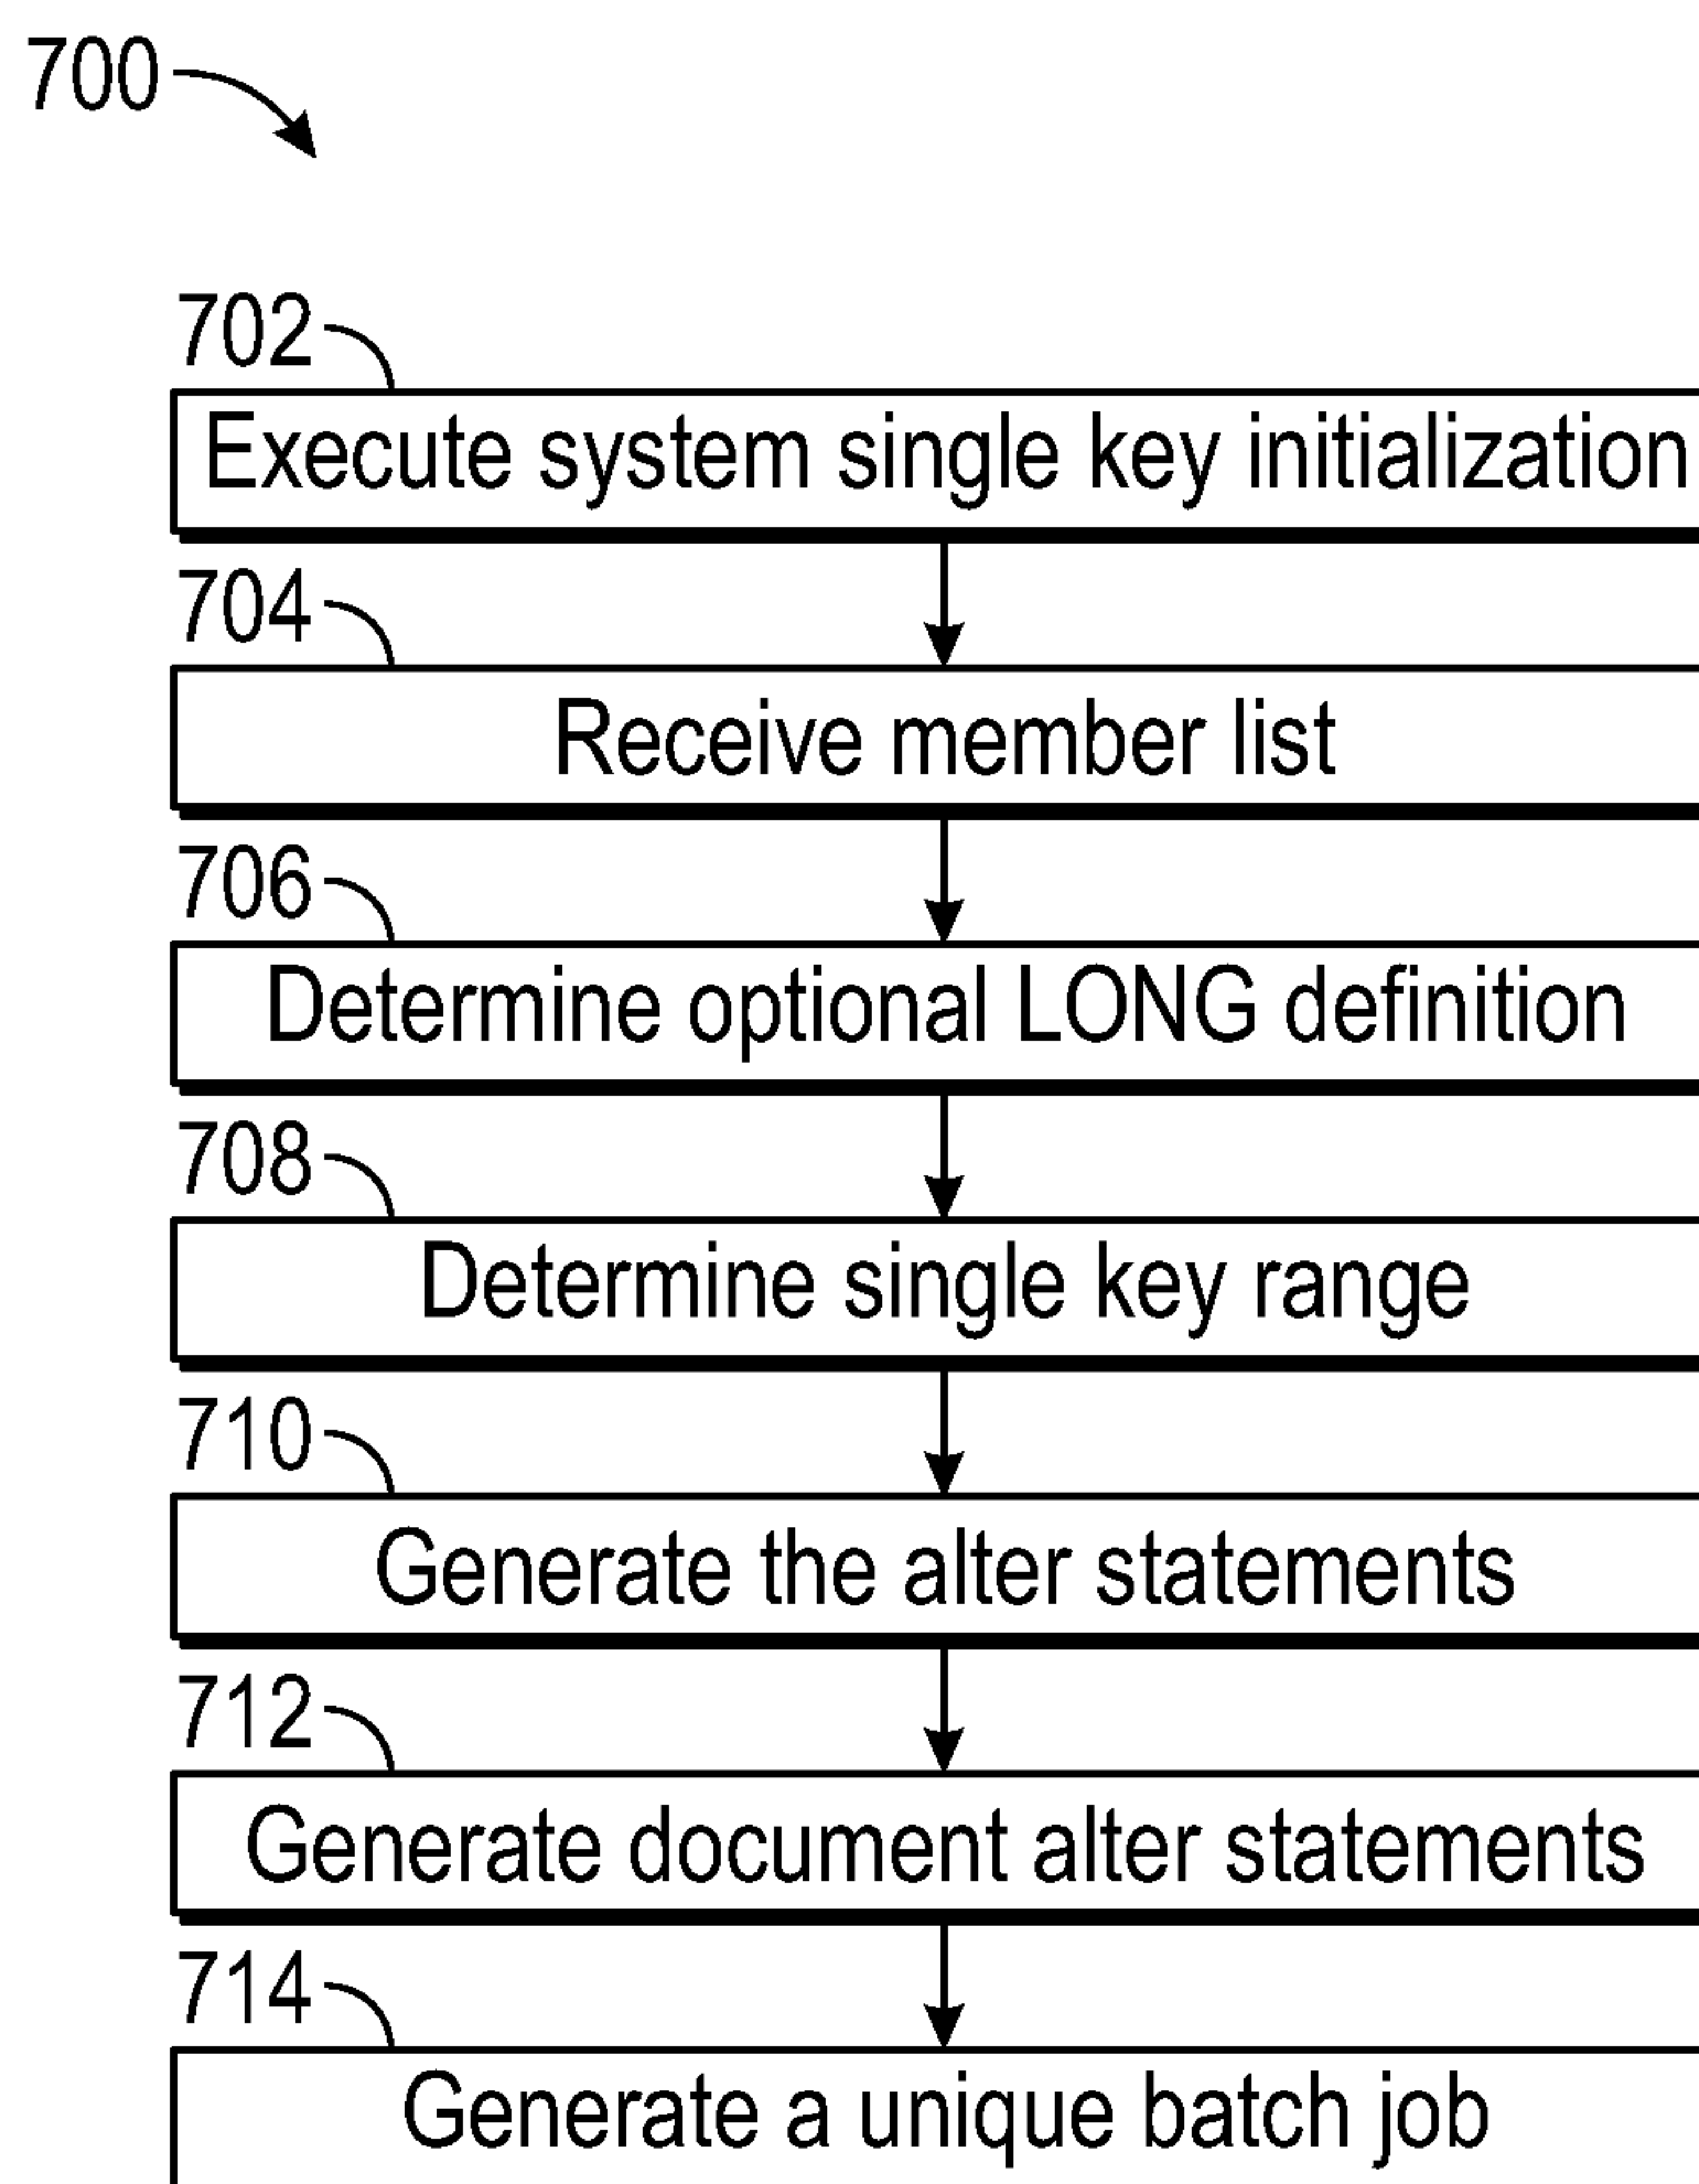 700
702
Execute system single key initialization
704
Receive member list
706
Determine optional LONG definition
708
Determine single key range
710
Generate the alter statements
712
Generate document alter statements
714
Generate a unique batch job